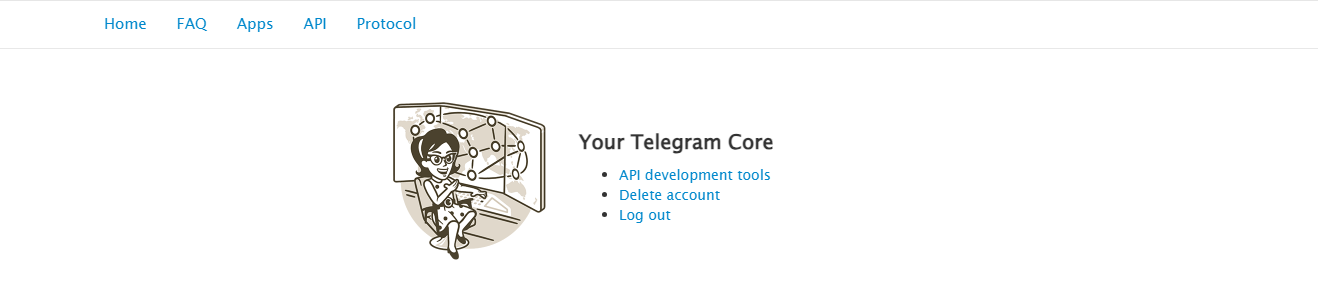 Home FAQ Apps API Protocol
Your Telegram Core
API development tools
Delete account
Log out